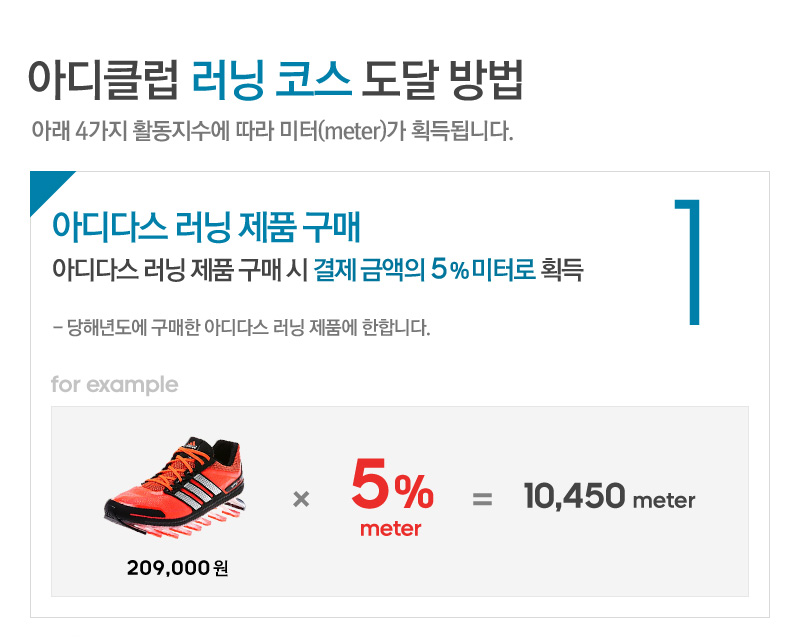 아디클럽 러닝 코스 도달 방법
아래 4가지 활동지수에 따라 미터(meter)가 획득됩니다.
1
아디다스 러닝 제품 구매
아디다스 러닝 제품 구매 시 결제 금액의 5%미터로 획득
- 당해년도에 구매한 아디다스 러닝 제품에 한합니다.
for example
× 5% = 10,450 meter
meter
209,000원